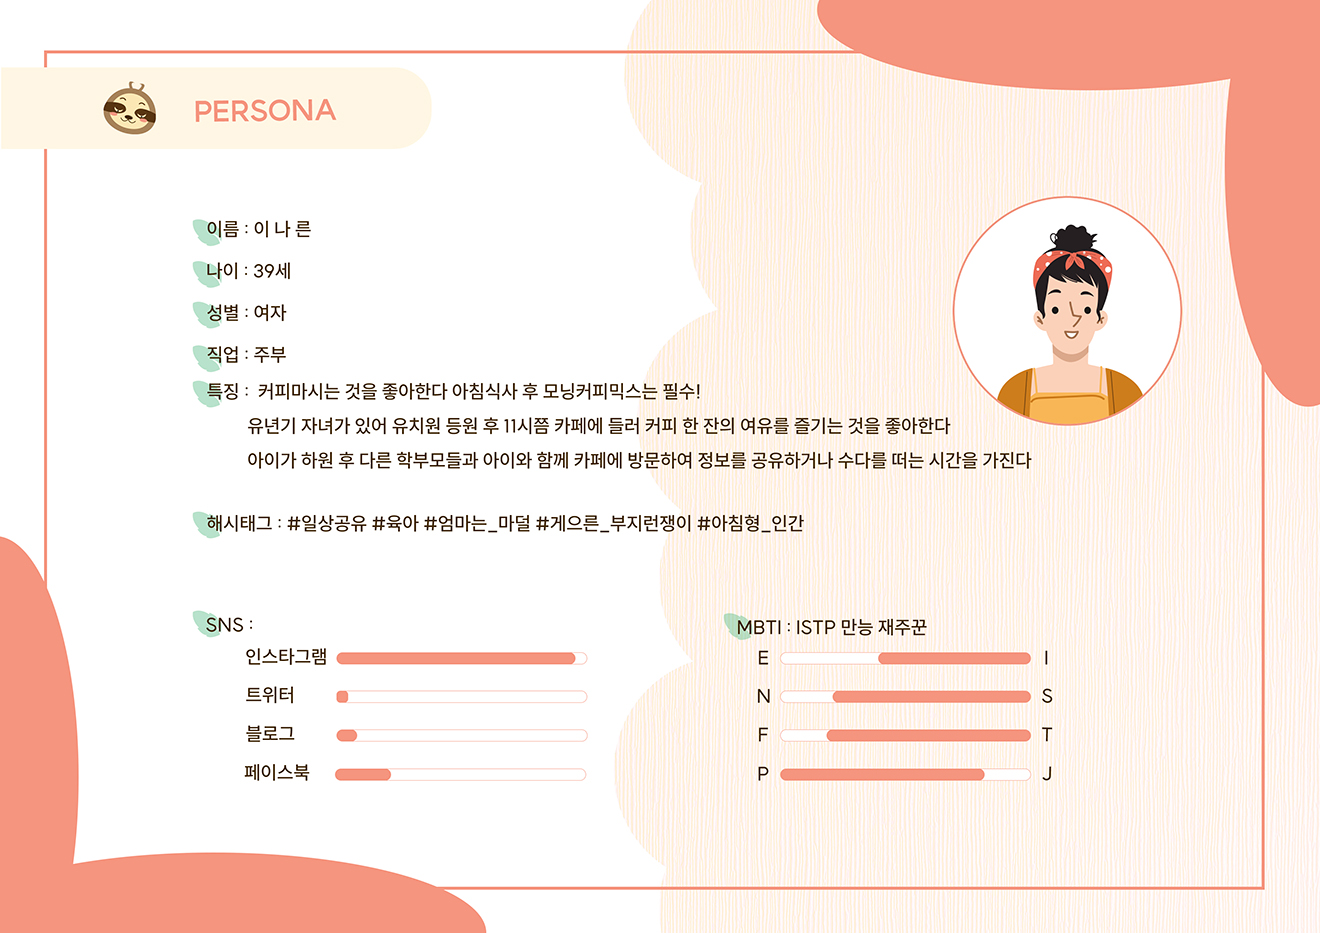 PERSONA
이름 : 이 나 른
나이 : 39세
성별 : 여자
직업 : 주부
특징 : 커피마시는 것을 좋아한다 아침식사 후 모닝커피믹스는 필수!
유년기 자녀가 있어 유치원 등원 후 11시쯤 카페에 들러 커피 한 잔의 여유를 즐기는 것을 좋아한다
아이가 하원 후 다른 학부모들과 아이와 함께 카페에 방문하여 정보를 공유하거나 수다를 떠는 시간을 가진다
해시태그 : #일상공유 #육아 #엄마는_마덜 #게으른_부지런쟁이 #아침형_인간
SNS :
인스타그램
트위터
블로그
페이스북
MBTI : ISTP 만능 재주꾼
E I
N S
F T
P J